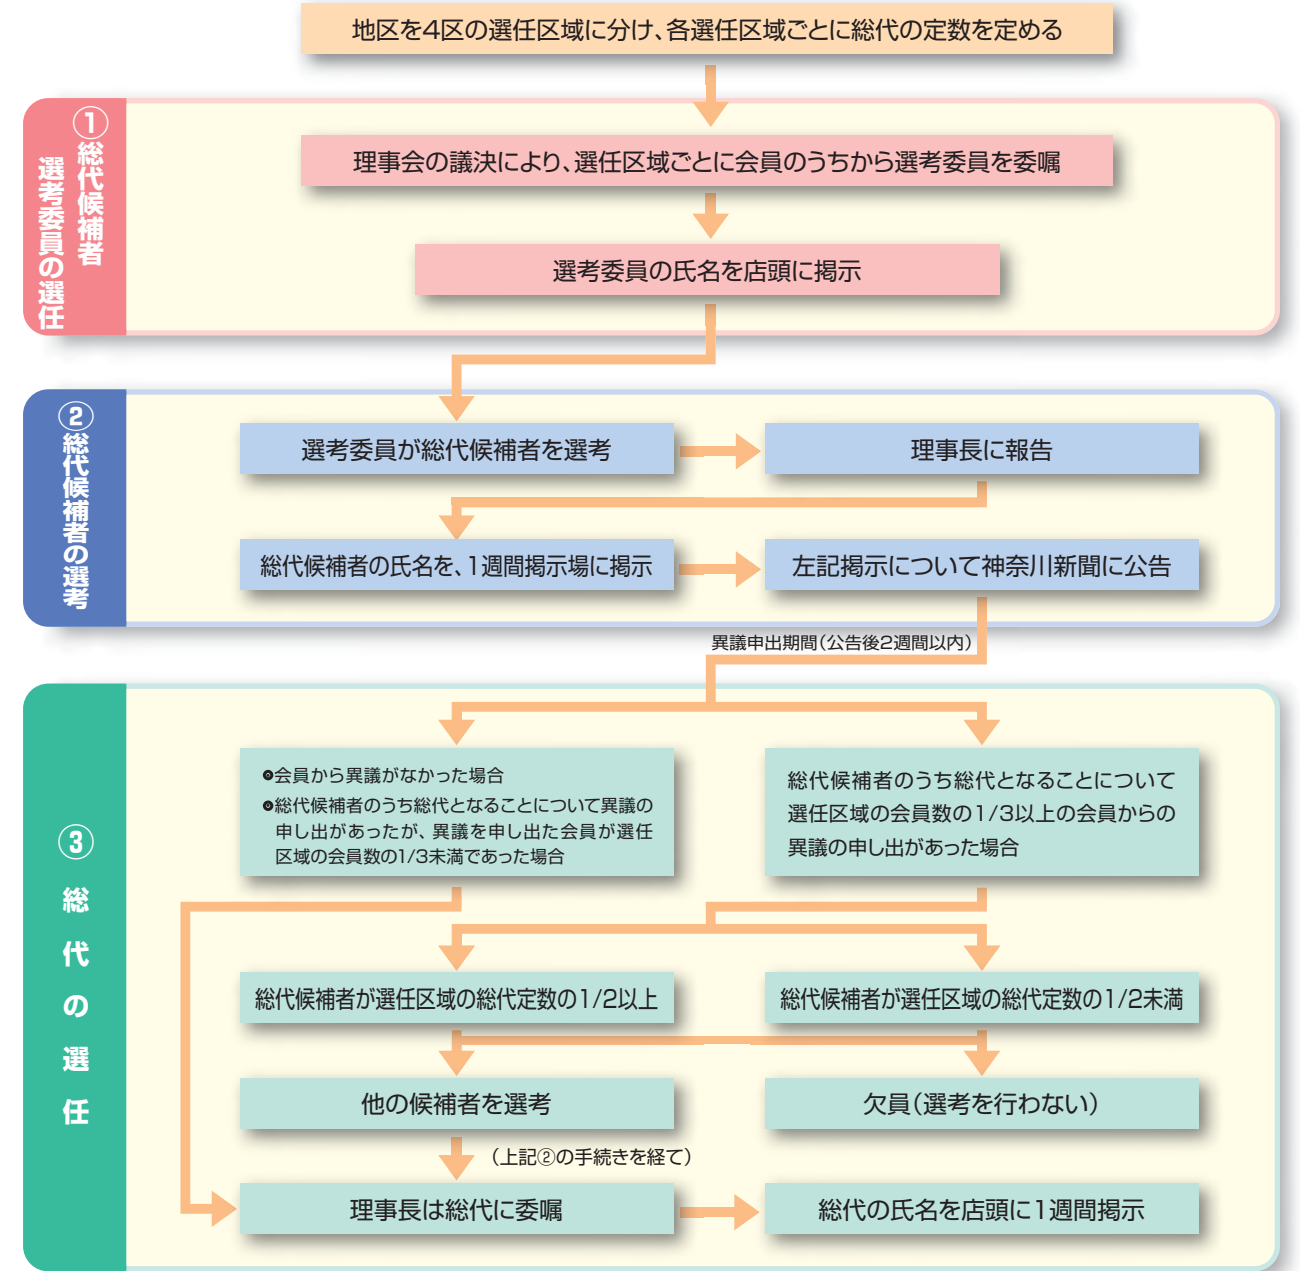 地区を4区の選任区域に分け、各選任区域ごとに総代の定数を定める
①総代候補者
選考委員の選任
理事会の議決により、選任区域ごとに会員のうちから選考委員を委嘱
選考委員の氏名を店頭に掲示
②総代候補者の選考
選考委員が総代候補者を選考
理事長に報告
総代候補者の氏名を、1週間掲示場に掲示
左記掲示について神奈川新聞に公告
異議申出期間（公告後2週間以内）
③総代の選任
●会員から異議がなかった場合
●総代候補者のうち総代となることについて異議の
申し出があったが、異議を申し出た会員が選任
区域の会員数の1/3未満であった場合
総代候補者のうち総代となることについて
選任区域の会員数の1/3以上の会員からの
異議の申し出があった場合
総代候補者が選任区域の総代定数の1/2以上
総代候補者が選任区域の総代定数の1/2未満
他の候補者を選考
欠員（選考を行わない）
（上記②の手続きを経て）
理事長は総代に委嘱
総代の氏名を店頭に1週間掲示